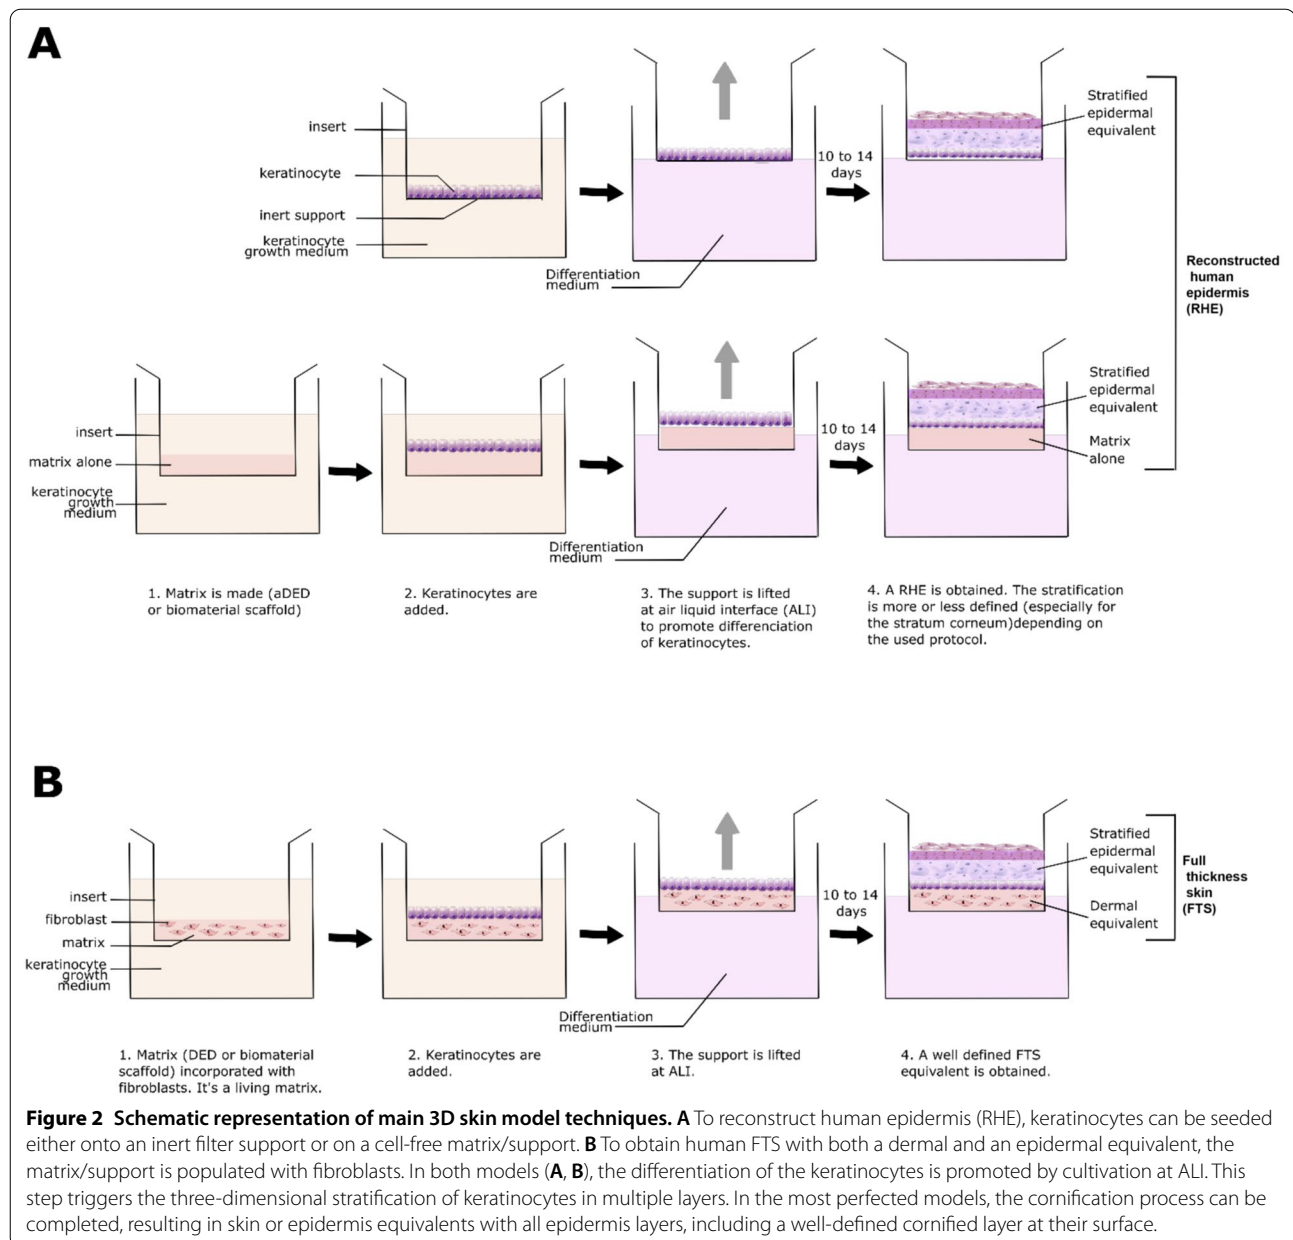 A
insert
keratinocyte
inert support
keratinocyte
growth medium
Differentiation
medium
10 to 14
days
Stratified
epidermal
equivalent
Reconstructed
human
epidermis
(RHE)
insert
matrix alone
keratinocyte
growth
medium
Differentiation
medium
10 to 14
days
Stratified
epidermal
equivalent
Matrix
alone
1. Matrix is made (aDED
or biomaterial scaffold)
2. Keratinocytes are
added.
3. The support is lifted
at air liquid interface (ALI)
to promote differenciation
of keratinocytes.
4. A RHE is obtained. The stratification
is more or less defined (especially for
the stratum corneum)depending on
the used protocol.
B
insert
fibroblast
matrix
keratinocyte
growth
medium
Differentiation
medium
10 to 14
days
Stratified
epidermal
equivalent
Dermal
equivalent
Full
thickness
skin
(FTS)
1. Matrix (DED or biomaterial
scaffold) incorporated with
fibroblasts. It's a living matrix.
2. Keratinocytes are
added.
3. The support is lifted
at ALI.
4. A well defined FTS
equivalent is obtained.
Figure 2 Schematic representation of main 3D skin model techniques. A To reconstruct human epidermis (RHE), keratinocytes can be seeded
either onto an inert filter support or on a cell-free matrix/support. B To obtain human FTS with both a dermal and an epidermal equivalent, the
matrix/support is populated with fibroblasts. In both models (A, B), the differentiation of the keratinocytes is promoted by cultivation at ALI. This
step triggers the three-dimensional stratification of keratinocytes in multiple layers. In the most perfected models, the cornification process can be
completed, resulting in skin or epidermis equivalents with all epidermis layers, including a well-defined cornified layer at their surface.